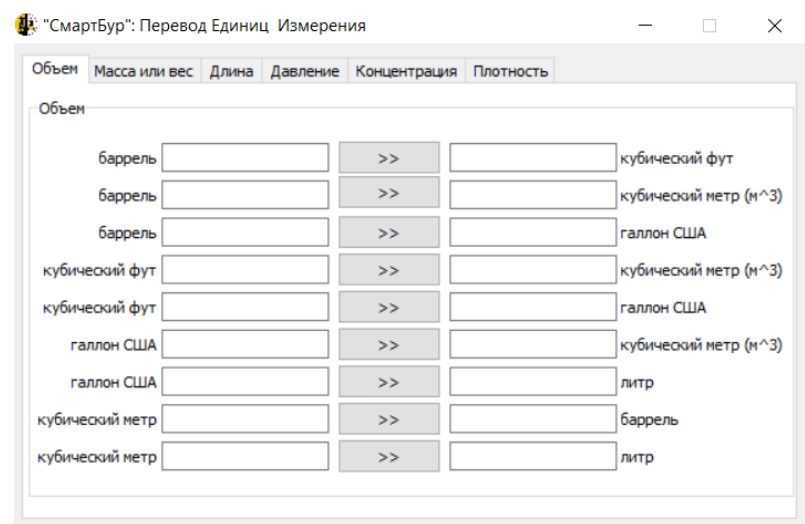 "СмартБур": Перевод Единиц Измерения
Объем Масса или вес Длина Давление Концентрация Плотность
Объем
баррель >> кубический фут
баррель >> кубический метр (м^3)
баррель >> галлон США
кубический фут >> кубический метр (м^3)
кубический фут >> галлон США
галлон США >> кубический метр (м^3)
галлон США >> литр
кубический метр >> баррель
кубический метр >> литр